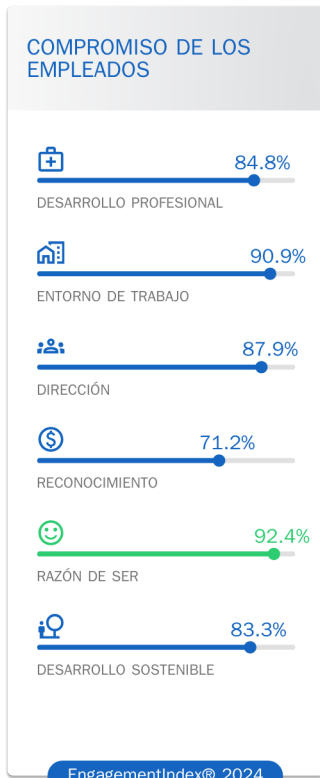 COMPROMISO DE LOS
EMPLEADOS
84.8%
DESARROLLO PROFESIONAL
90.9%
ENTORNO DE TRABAJO
87.9%
DIRECCIÓN
71.2%
RECONOCIMIENTO
92.4%
RAZÓN DE SER
83.3%
DESARROLLO SOSTENIBLE
EngagementIndex® 2024